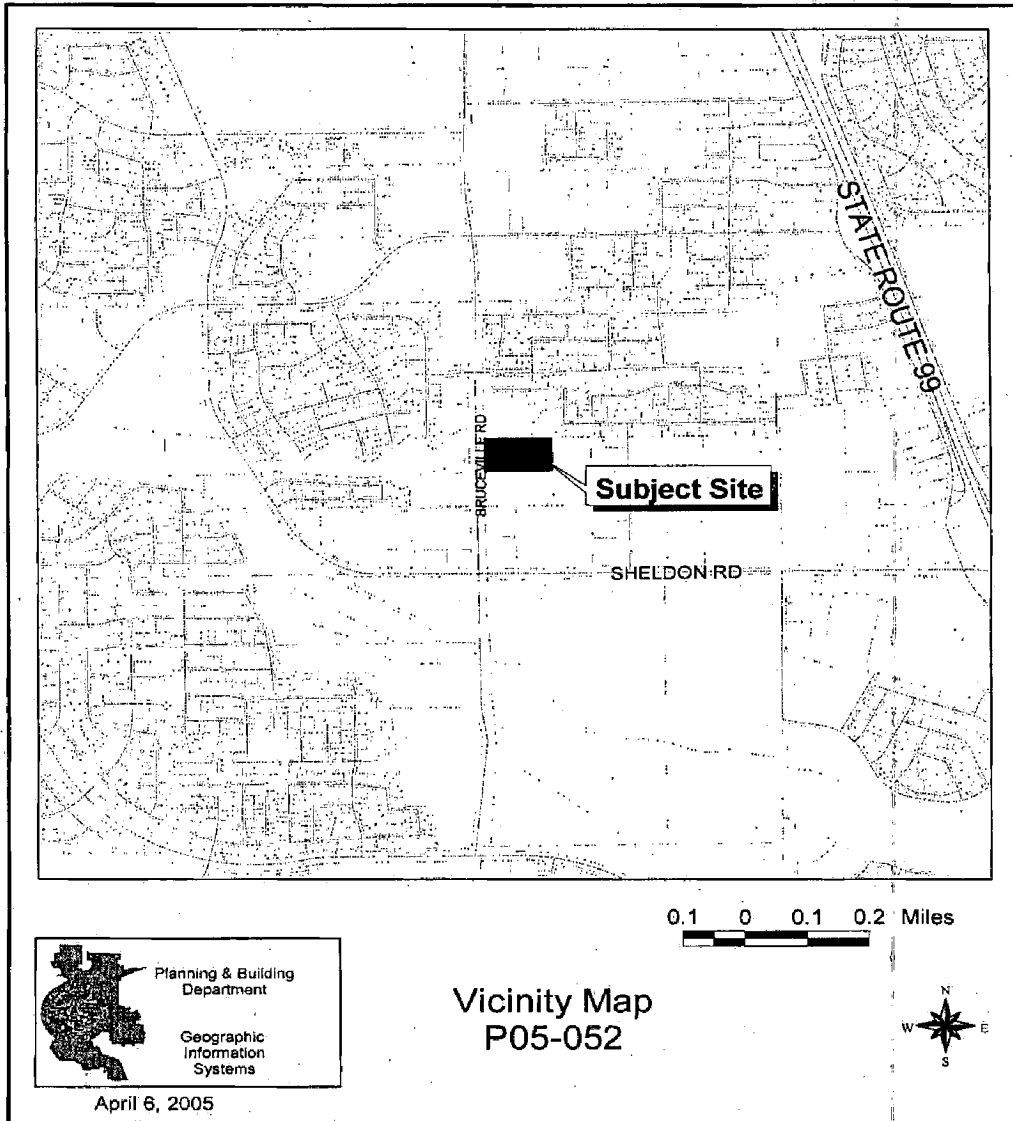 STATE ROUTE 99
BRUCEVILLE RD
Subject Site
SHELDON RD
0.1 0 0.1 0.2 Miles
Planning & Building
Department
Geographic
Information
Systems
Vicinity Map
P05-052
N
W E
S
April 6, 2005